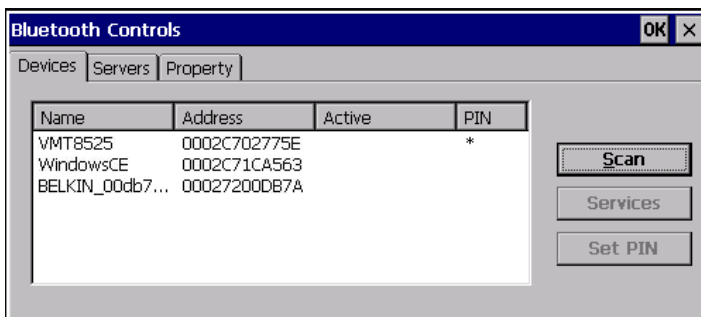 Bluetooth Controls OK ×
Devices Servers Property
Name Address Active PIN
VMT8525 0002C702775E *
WindowsCE 0002C71CA563
BELKIN_00db7... 00027200DB7A
Scan
Services
Set PIN